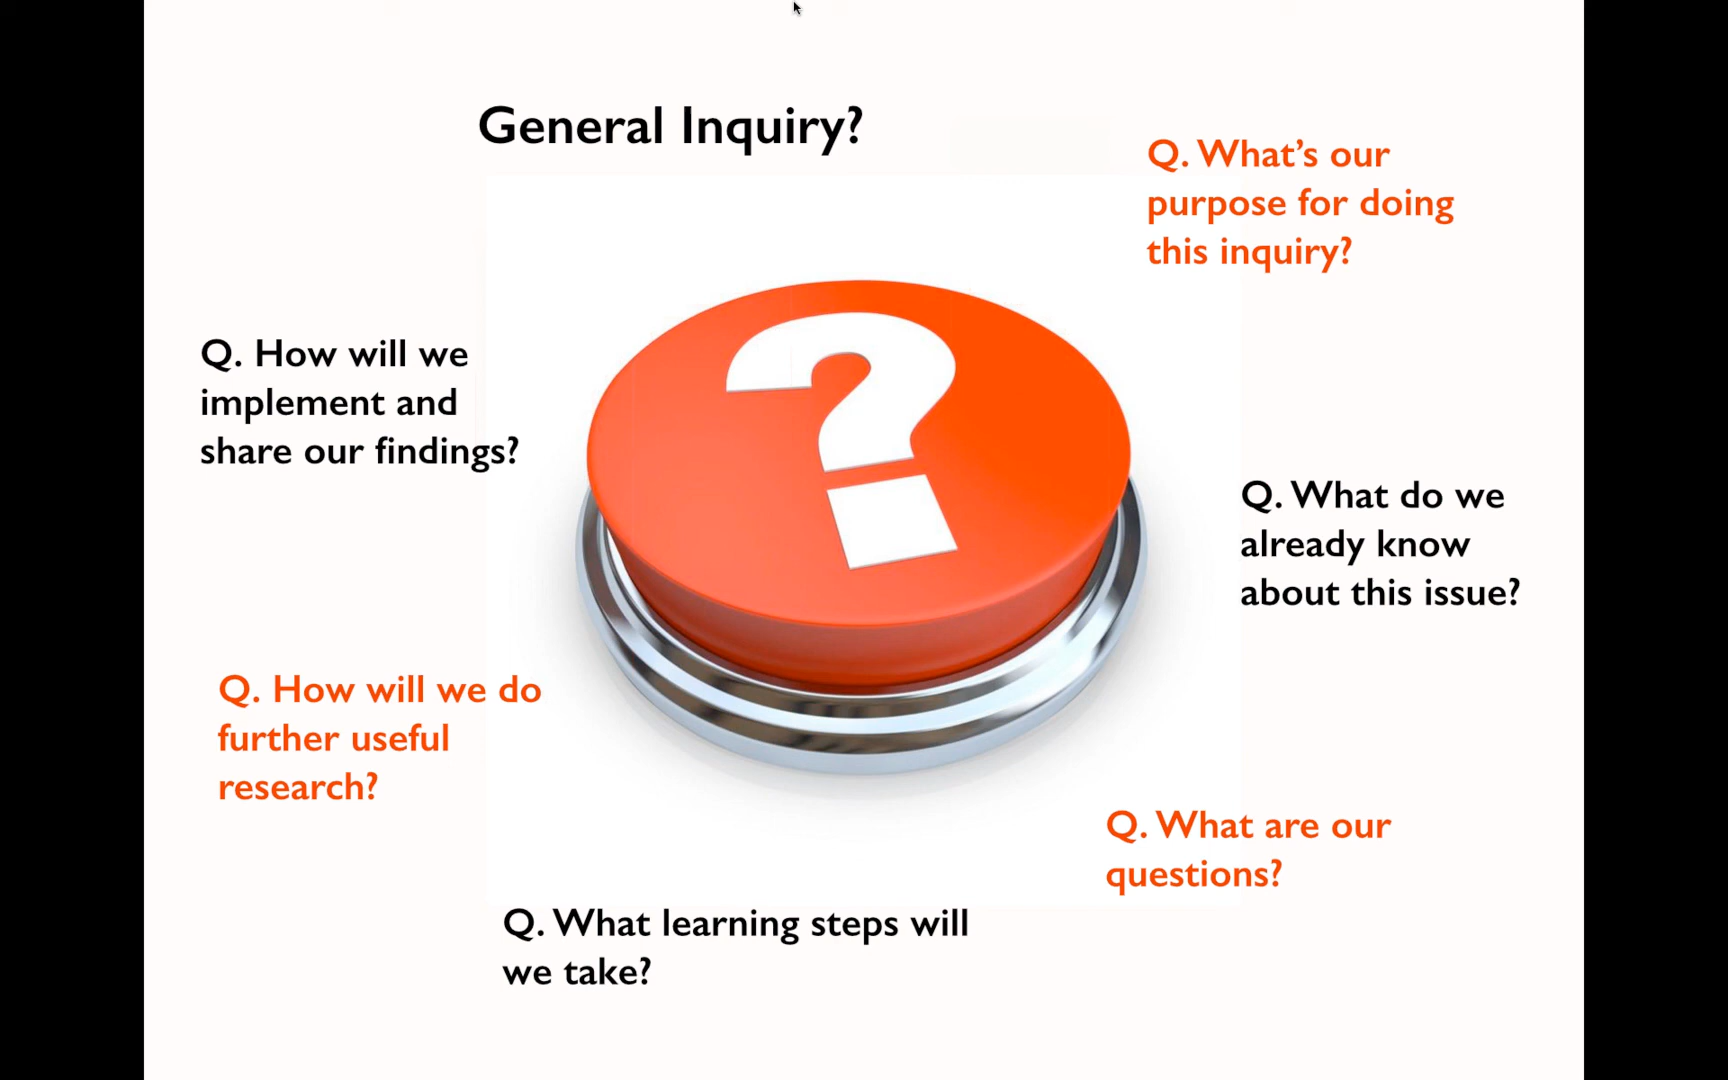 General Inquiry?
Q. What’s our
purpose for doing
this inquiry?
Q. What do we
already know
about this issue?
Q. What are our
questions?
Q. What learning steps will
we take?
Q. How will we do
further useful
research?
Q. How will we
implement and
share our findings?
?